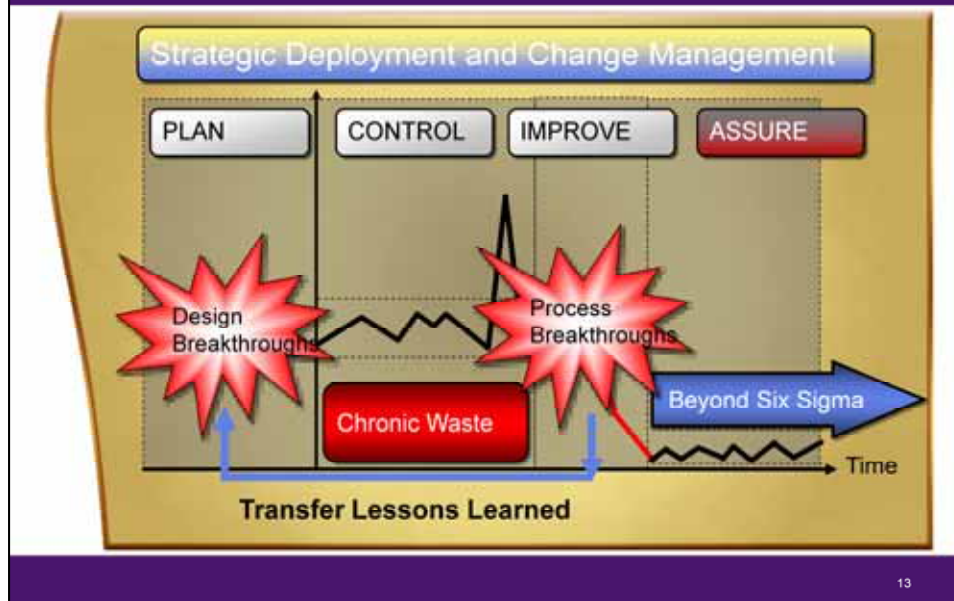 Strategic Deployment and Change Management
PLAN
CONTROL
IMPROVE
ASSURE
Design
Breakthroughs
Process
Breakthroughs
Chronic Waste
Beyond Six Sigma
Time
Transfer Lessons Learned
13